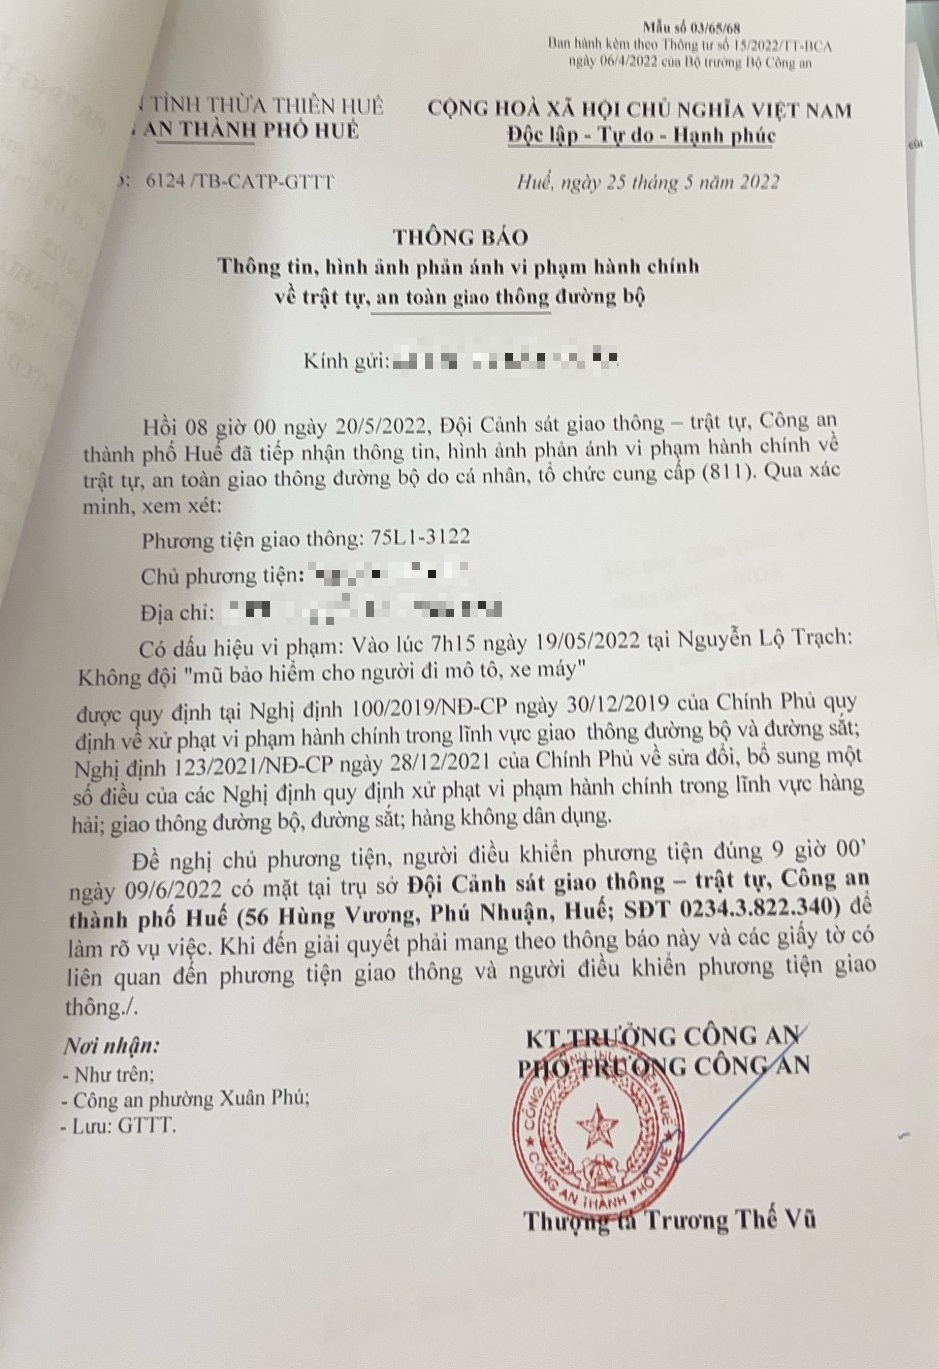 Mẫu số 03/65/68
Ban hành kèm theo Thông tư số 15/2022/TT-BCA
ngày 06/4/2022 của Bộ trưởng Bộ Công an
TỈNH THỪA THIÊN HUẾ
AN THÀNH PHỐ HUẾ
CỘNG HOÀ XÃ HỘI CHỦ NGHĨA VIỆT NAM
Độc lập - Tự do - Hạnh phúc
6124 /TB-CATP-GTTT
Huế, ngày 25 tháng 5 năm 2022
THÔNG BÁO
Thông tin, hình ảnh phản ánh vi phạm hành chính
về trật tự, an toàn giao thông đường bộ
Kính gửi:
Hồi 08 giờ 00 ngày 20/5/2022, Đội Cảnh sát giao thông – trật tự, Công an
thành phố Huế đã tiếp nhận thông tin, hình ảnh phản ánh vi phạm hành chính về
trật tự, an toàn giao thông đường bộ do cá nhân, tổ chức cung cấp (811). Qua xác
minh, xem xét:
Phương tiện giao thông: 75L1-3122
Chủ phương tiện:
Địa chỉ:
Có dấu hiệu vi phạm: Vào lúc 7h15 ngày 19/05/2022 tại Nguyễn Lộ Trạch:
Không đội "mũ bảo hiểm cho người đi mô tô, xe máy"
được quy định tại Nghị định 100/2019/NĐ-CP ngày 30/12/2019 của Chính Phủ quy
định về xử phạt vi phạm hành chính trong lĩnh vực giao thông đường bộ và đường sắt;
Nghị định 123/2021/NĐ-CP ngày 28/12/2021 của Chính Phủ về sửa đổi, bổ sung một
số điều của các Nghị định quy định xử phạt vi phạm hành chính trong lĩnh vực hàng
hải; giao thông đường bộ, đường sắt; hàng không dân dụng.
Đề nghị chủ phương tiện, người điều khiển phương tiện đúng 9 giờ 00’
ngày 09/6/2022 có mặt tại trụ sở Đội Cảnh sát giao thông – trật tự, Công an
thành phố Huế (56 Hùng Vương, Phú Nhuận, Huế; SĐT 0234.3.822.340) để
làm rõ vụ việc. Khi đến giải quyết phải mang theo thông báo này và các giấy tờ có
liên quan đến phương tiện giao thông và người điều khiển phương tiện giao
thông./.
Nơi nhận:
- Như trên;
- Công an phường Xuân Phú;
- Lưu: GTTT.
KT.TRƯỞNG CÔNG AN
PHÓ TRƯỞNG CÔNG AN
CÔNG AN THÀNH PHỐ HUẾ
Thượng tá Trương Thế Vũ